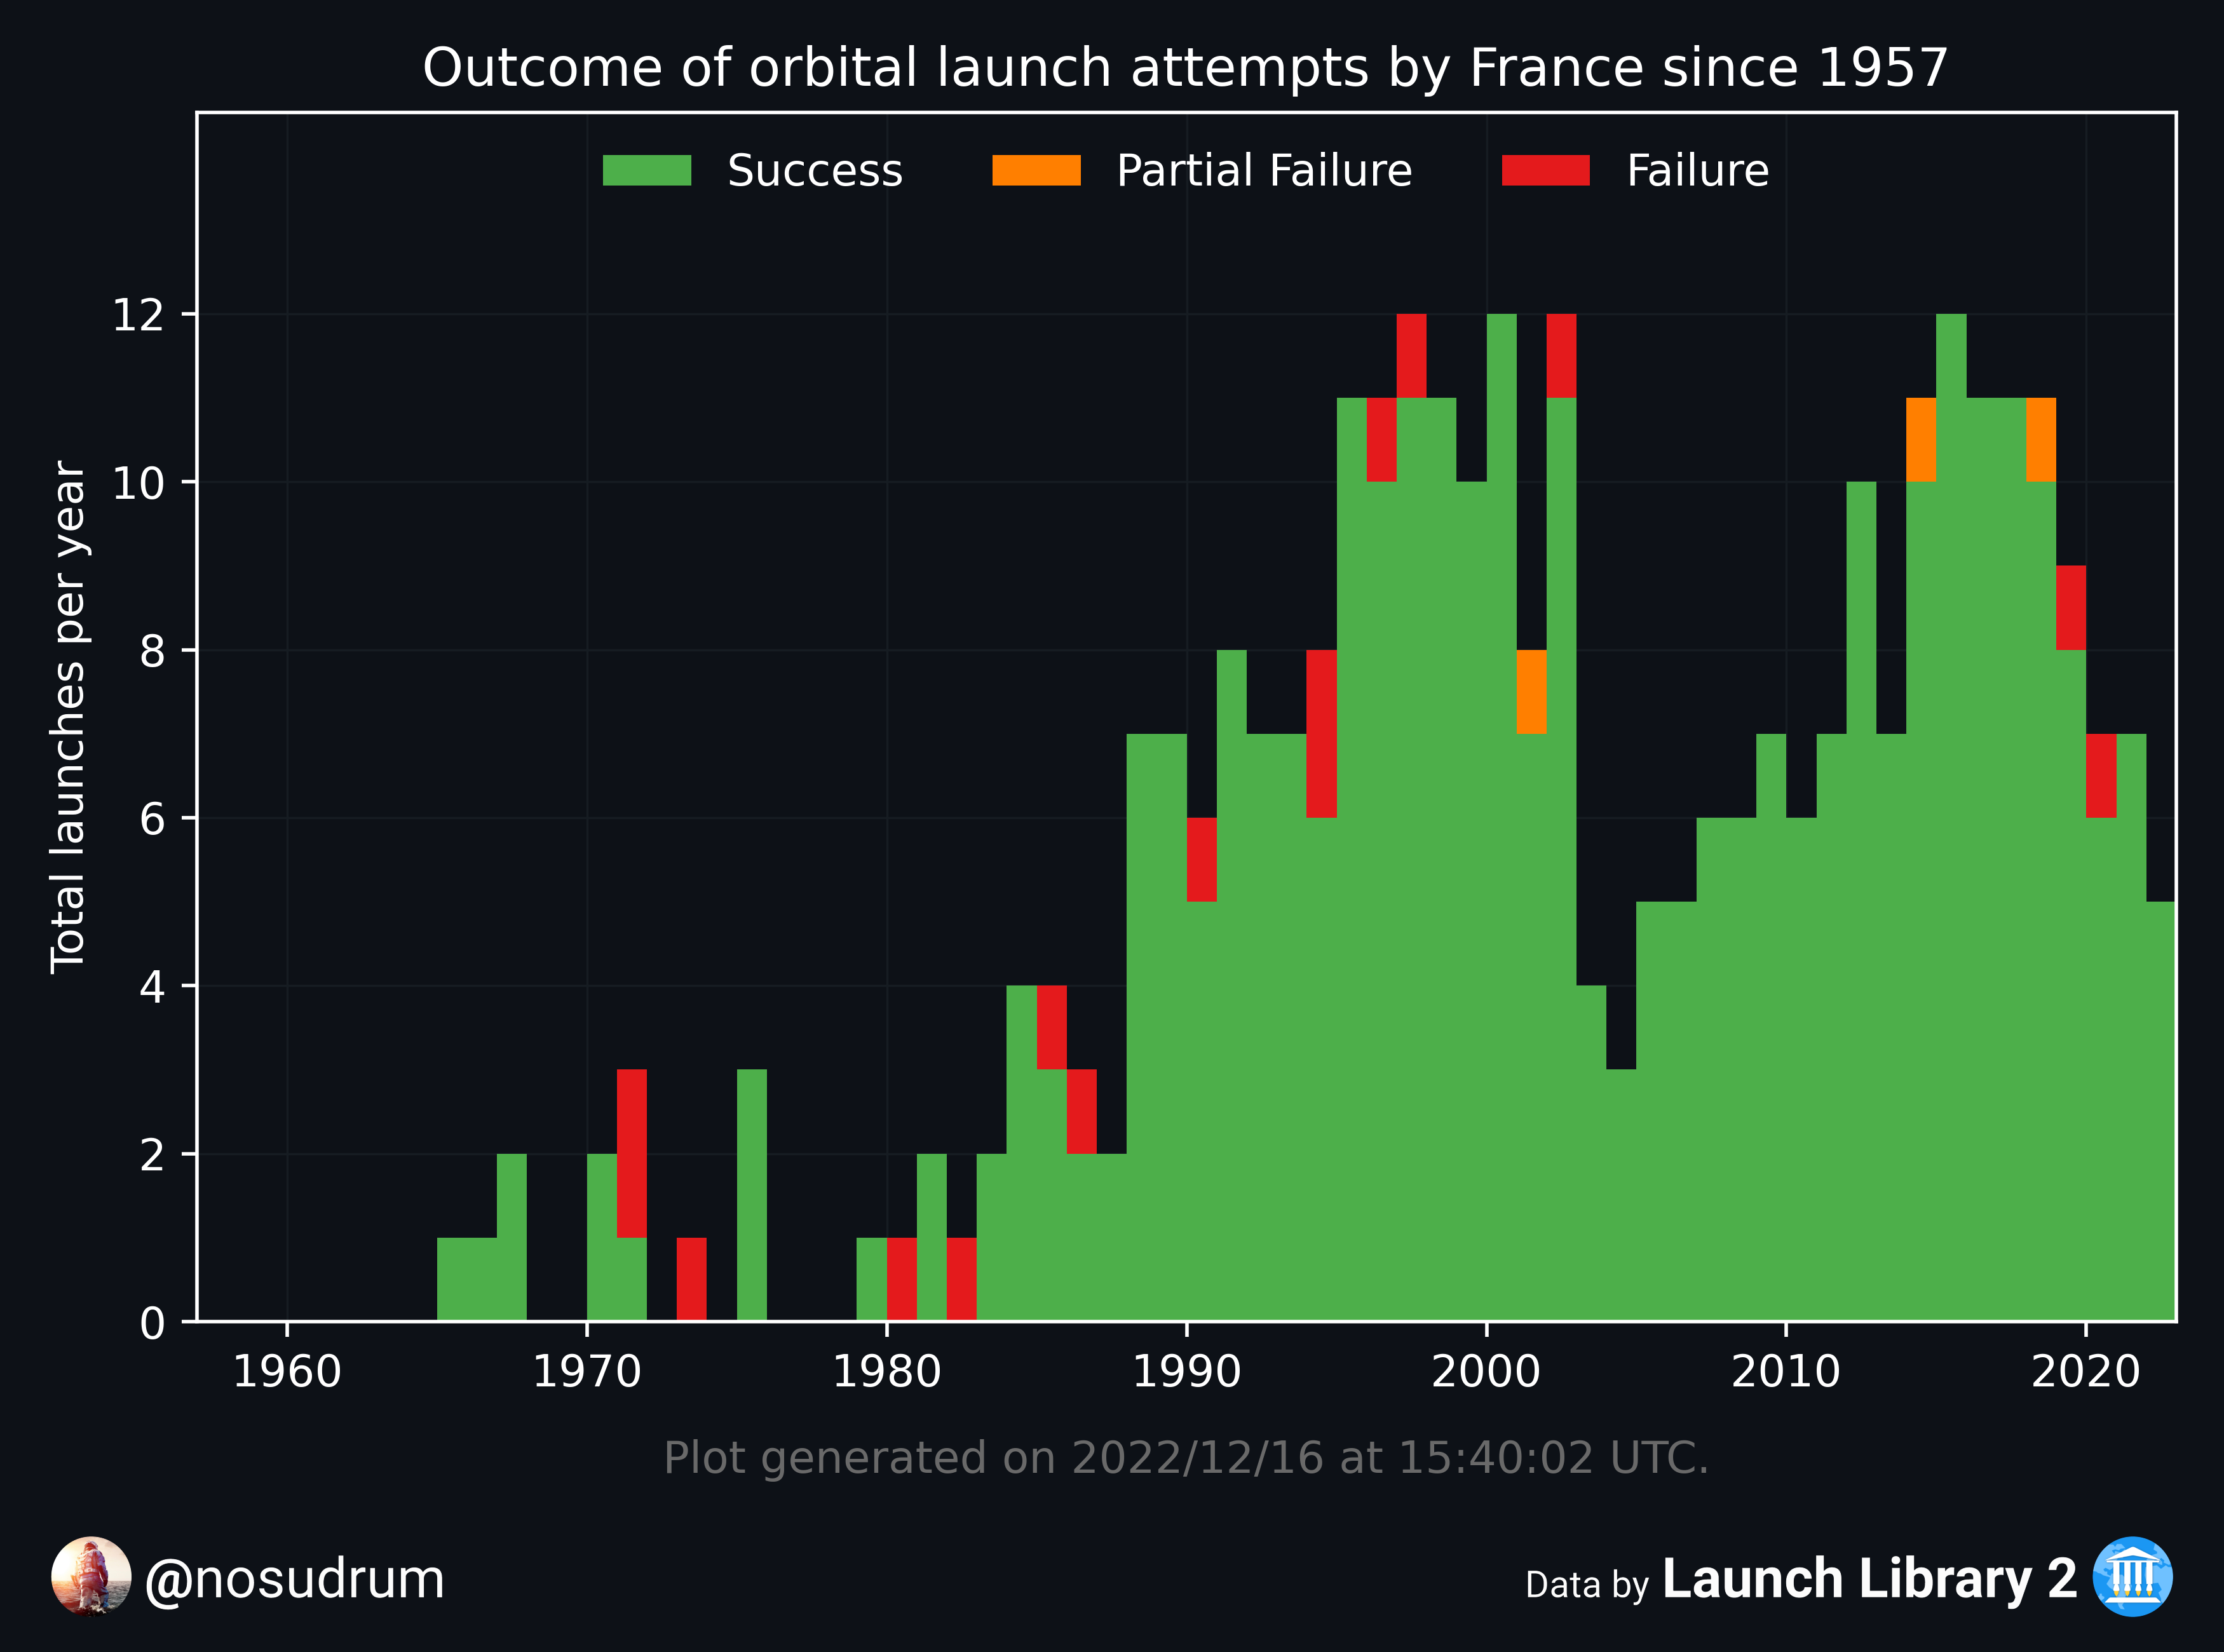 Outcome of orbital launch attempts by France since 1957
Success Partial Failure Failure
Total launches per year
12
10
8
6
4
2
0
1960 1970 1980 1990 2000 2010 2020
Plot generated on 2022/12/16 at 15:40:02 UTC.
@nosudrum
Data by Launch Library 2